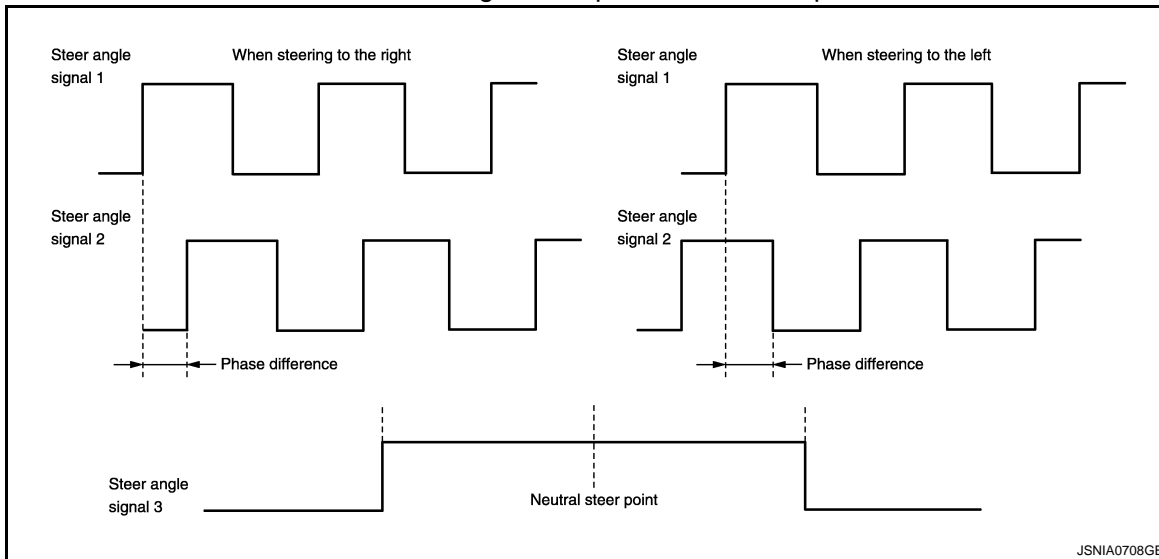 Steer angle
signal 1
When steering to the right
Steer angle
signal 1
When steering to the left
Steer angle
signal 2
Steer angle
signal 2
Phase difference
Phase difference
Steer angle
signal 3
Neutral steer point